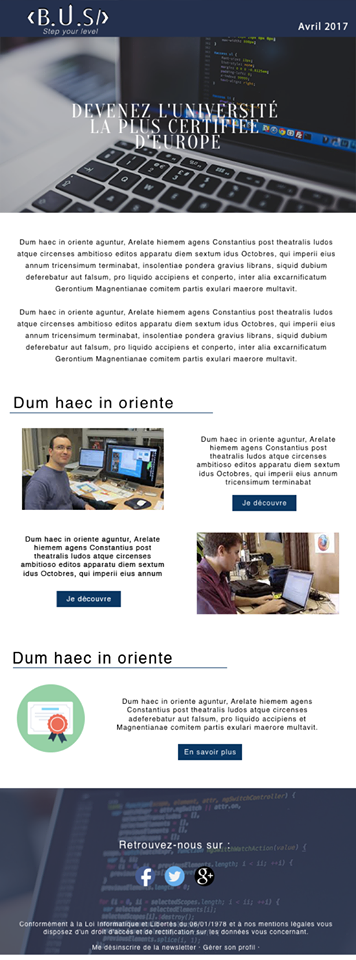 <B.U.S/>
Step your level
Avril 2017
DEVENEZ L'UNIVERSITÉ
LA PLUS CERTIFIÉE
D'EUROPE
Dum haec in oriente aguntur, Arelate hiemem agens Constantius post theatralis ludos
atque circenses ambitioso editos apparatu diem sextum idus Octobres, qui imperii eius
annum tricensimum terminabat, insolentiae pondera gravius librans, siquid dubium
deferebatur aut falsum, pro liquido accipiens et conperto, inter alia excarnificatum
Gerontium Magnentianae comitem partis exulari maerore multavit.
Dum haec in oriente aguntur, Arelate hiemem agens Constantius post theatralis ludos
atque circenses ambitioso editos apparatu diem sextum idus Octobres, qui imperii eius
annum tricensimum terminabat, insolentiae pondera gravius librans, siquid dubium
deferebatur aut falsum, pro liquido accipiens et conperto, inter alia excarnificatum
Gerontium Magnentianae comitem partis exulari maerore multavit.
Dum haec in oriente
Dum haec in oriente aguntur, Arelate
hiemem agens Constantius post
theatralis ludos atque circenses
ambitioso editos apparatu diem sextum
idus Octobres, qui imperii eius annum
tricensimum terminabat
Je découvre
Dum haec in oriente aguntur, Arelate
hiemem agens Constantius post
theatralis ludos atque circenses
ambitioso editos apparatu diem sextum
idus Octobres, qui imperii eius annum
Je découvre
Dum haec in oriente
Dum haec in oriente aguntur, Arelate hiemem agens
Constantius post theatralis ludos atque circenses
adeferebatur aut falsum, pro liquido accipiens et
Magnentianae comitem partis exulari maerore multavit.
En savoir plus
Retrouvez-nous sur :
Conformément à la Loi Informatique et Libertés du 06/01/1978 et à nos mentions légales vous
disposez d'un droit d'accès et de rectification sur les données vous concernant.
Me désinscrire de la newsletter - Gérer son profil -